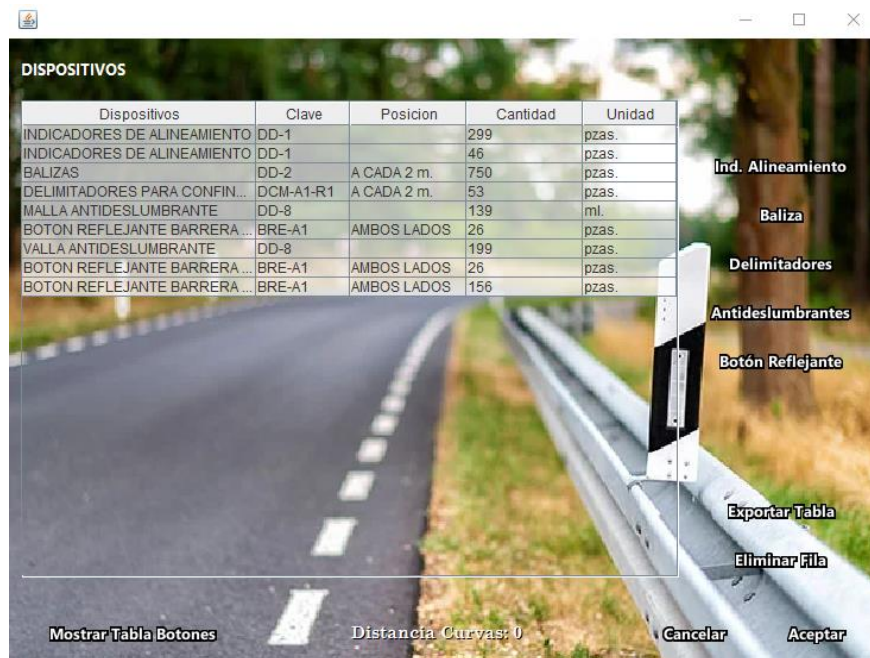 DISPOSITIVOS
Dispositivos Clave Posicion Cantidad Unidad
INDICADORES DE ALINEAMIENTO DD-1 299 pzas.
INDICADORES DE ALINEAMIENTO DD-1 46 pzas.
BALIZAS DD-2 A CADA 2 m. 750 pzas.
DELIMITADORES PARA CONFIN... DCM-A1-R1 A CADA 2 m. 53 pzas.
MALLA ANTIDESLUMBRANTE DD-8 139 ml.
BOTON REFLEJANTE BARRERA ... BRE-A1 AMBOS LADOS 26 pzas.
VALLA ANTIDESLUMBRANTE DD-8 199 pzas.
BOTON REFLEJANTE BARRERA ... BRE-A1 AMBOS LADOS 26 pzas.
BOTON REFLEJANTE BARRERA ... BRE-A1 AMBOS LADOS 156 pzas.
Ind. Alineamiento
Baliza
Delimitadores
Antideslumbrantes
Botón Reflejante
Exportar Tabla
Eliminar Fila
Mostrar Tabla Botones
Distancia Curvas: 0
Cancelar
Aceptar